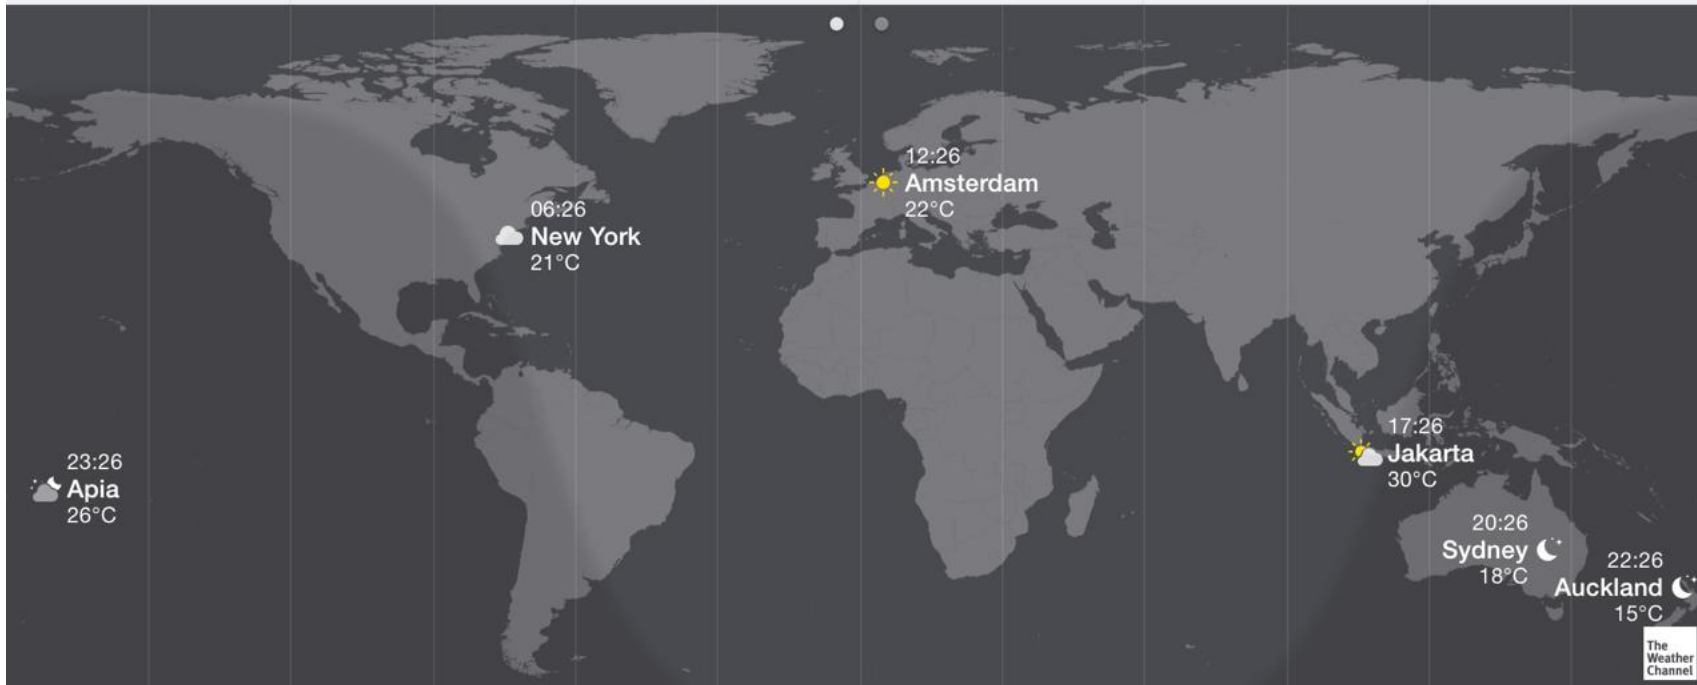 12:26
Amsterdam
22°C
06:26
New York
21°C
17:26
Jakarta
30°C
23:26
Apia
26°C
20:26
Sydney
18°C
22:26
Auckland
15°C
The
Weather
Channel